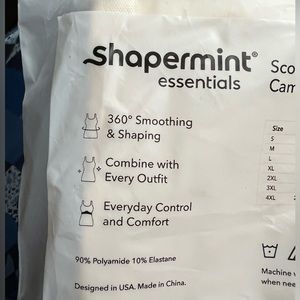 Shapermint®
essentials
Sco
Cam
360° Smoothing
& Shaping
Combine with
Every Outfit
Everyday Control
and Comfort
Size
S
M
L
XL
2XL
3XL
4XL
90% Polyamide 10% Elastane
Designed in USA. Made in China.
Machine
when nee